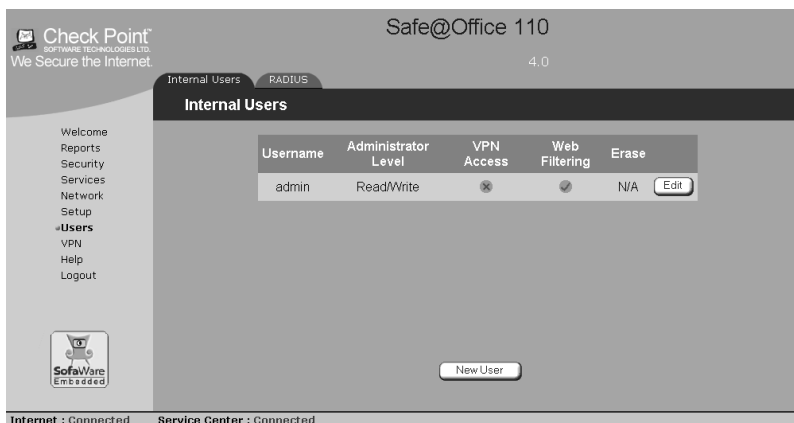 Check Point™
SOFTWARE TECHNOLOGIES LTD.
We Secure the Internet.
Safe@Office 110
4.0
Internal Users
RADIUS
Internal Users
Welcome
Reports
Security
Services
Network
Setup
Users
VPN
Help
Logout
Username Administrator Level VPN Access Web Filtering Erase
admin Read/Write N/A Edit
New User
SofaWare
Embedded
Internet : Connected Service Center : Connected